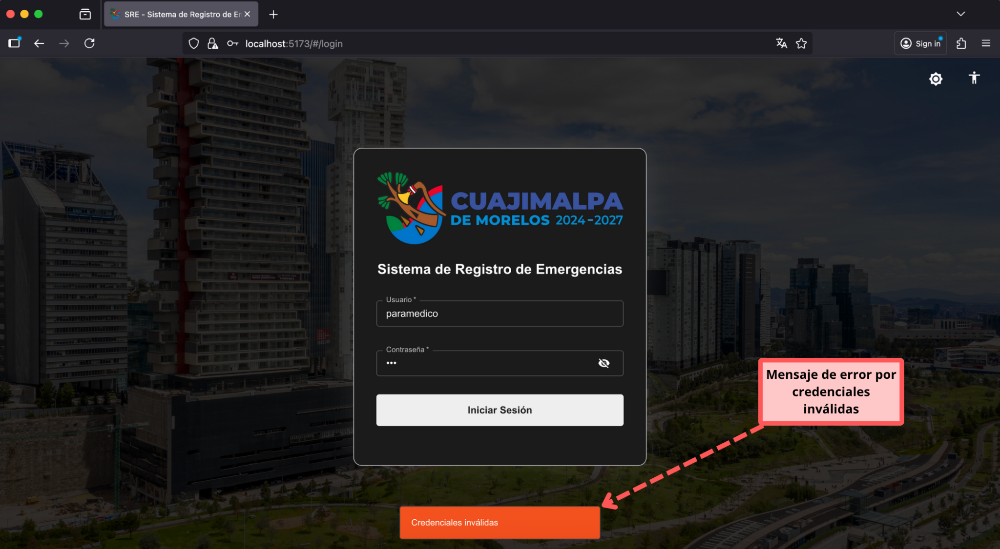 SRE - Sistema de Registro de En
localhost:5173/#/login
Sign in
CUAJIMALPA
DE MORELOS 2024-2027
Sistema de Registro de Emergencias
Usuario *
paramedico
Contraseña *
•••
Iniciar Sesión
Mensaje de error por
credenciales
inválidas
Credenciales inválidas